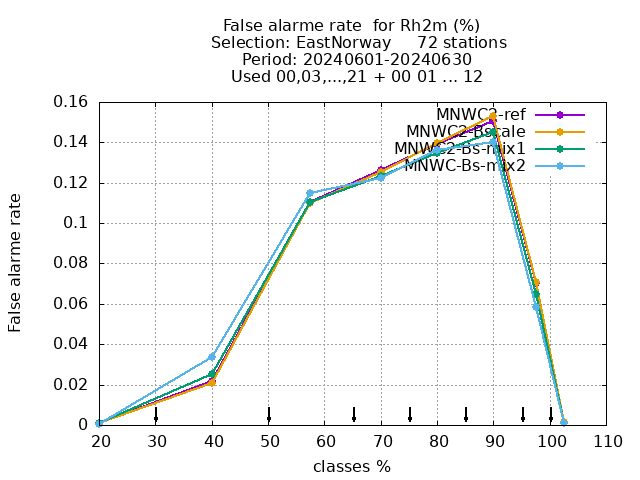 False alarme rate  for Rh2m (%)
Selection: EastNorway     72 stations
Period: 20240601-20240630
Used 00,03,...,21 + 00 01 ... 12
MNWC2-ref
MNWC2-Bscale
MNWC2-Bs-mix1
MNWC-Bs-mix2
False alarme rate
0.16
0.14
0.12
0.1
0.08
0.06
0.04
0.02
0
20 30 40 50 60 70 80 90 100 110
classes %